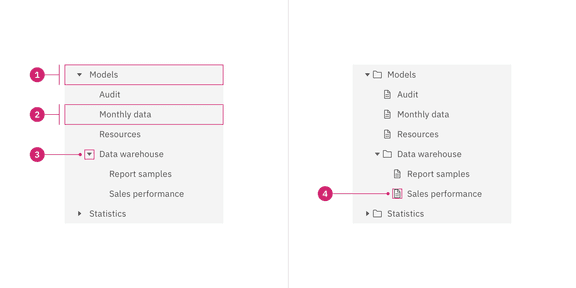 1 Models
Audit
2 Monthly data
Resources
3 Data warehouse
Report samples
Sales performance
Statistics
Models
Audit
Monthly data
Resources
Data warehouse
Report samples
4 Sales performance
Statistics